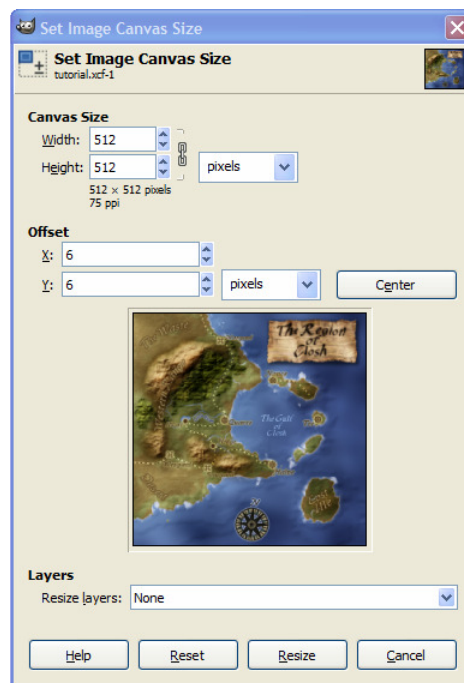 Set Image Canvas Size
Set Image Canvas Size
tutorial.xcf-1
Canvas Size
Width: 512
Height: 512 pixels
512 × 512 pixels
75 ppi
Offset
X: 6
Y: 6 pixels Center
The Region
of
Closh
The Gulf
of
Closh
Layers
Resize layers: None
Help Reset Resize Cancel